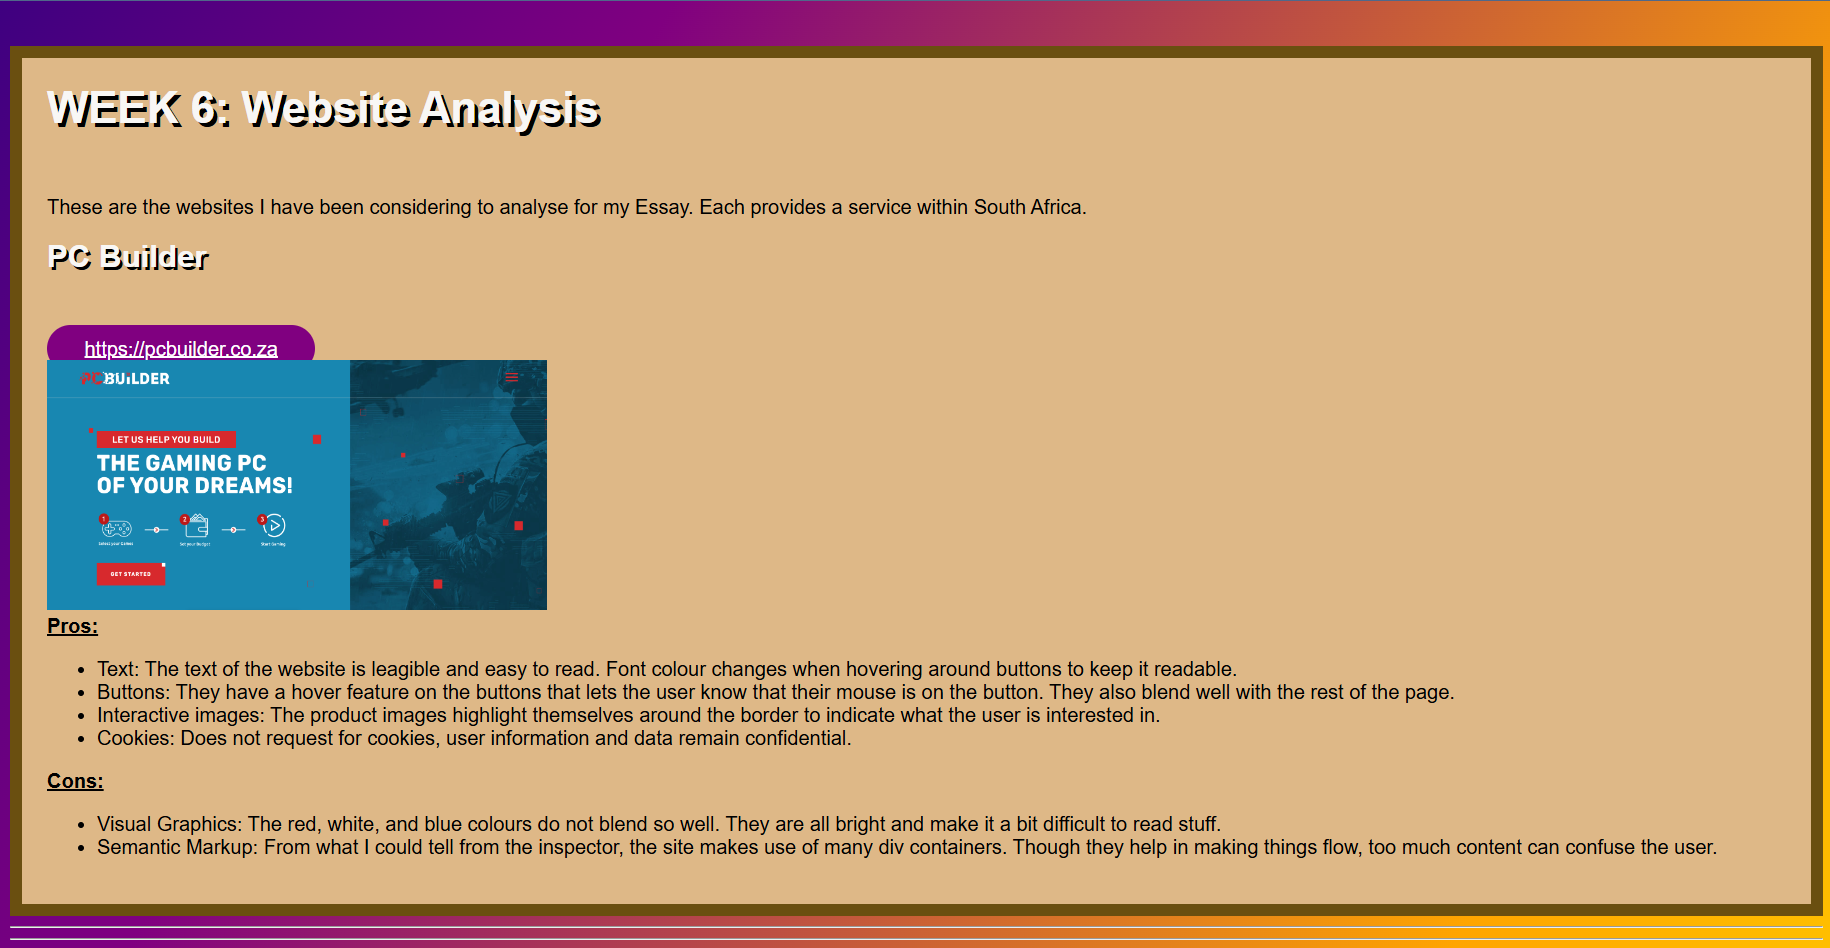 WEEK 6: Website Analysis
These are the websites I have been considering to analyse for my Essay. Each provides a service within South Africa.
PC Builder
https://pcbuilder.co.za
PCBUILDER
LET US HELP YOU BUILD
THE GAMING PC
OF YOUR DREAMS!
1 2 3
Select your Games Set your Budget Start Gaming
GET STARTED
Pros:
• Text: The text of the website is leagible and easy to read. Font colour changes when hovering around buttons to keep it readable.
• Buttons: They have a hover feature on the buttons that lets the user know that their mouse is on the button. They also blend well with the rest of the page.
• Interactive images: The product images highlight themselves around the border to indicate what the user is interested in.
• Cookies: Does not request for cookies, user information and data remain confidential.
Cons:
• Visual Graphics: The red, white, and blue colours do not blend so well. They are all bright and make it a bit difficult to read stuff.
• Semantic Markup: From what I could tell from the inspector, the site makes use of many div containers. Though they help in making things flow, too much content can confuse the user.